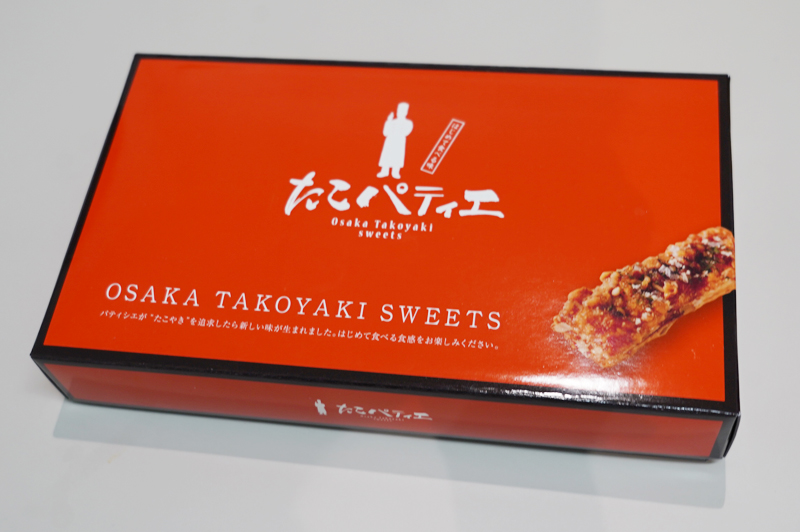 たこパティエ
Osaka Takoyaki
sweets
OSAKA TAKOYAKI SWEETS
パティシエが“たこやき”を追求したら新しい味が生まれました。はじめて食べる食感をお楽しみください。
たこパティエ